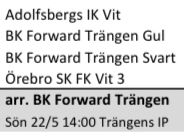 Adolfsbergs IK Vit
BK Forward Trängen Gul
BK Forward Trängen Svart
Örebro SK FK Vit 3
arr. BK Forward Trängen
Sön 22/5 14:00 Trängens IP